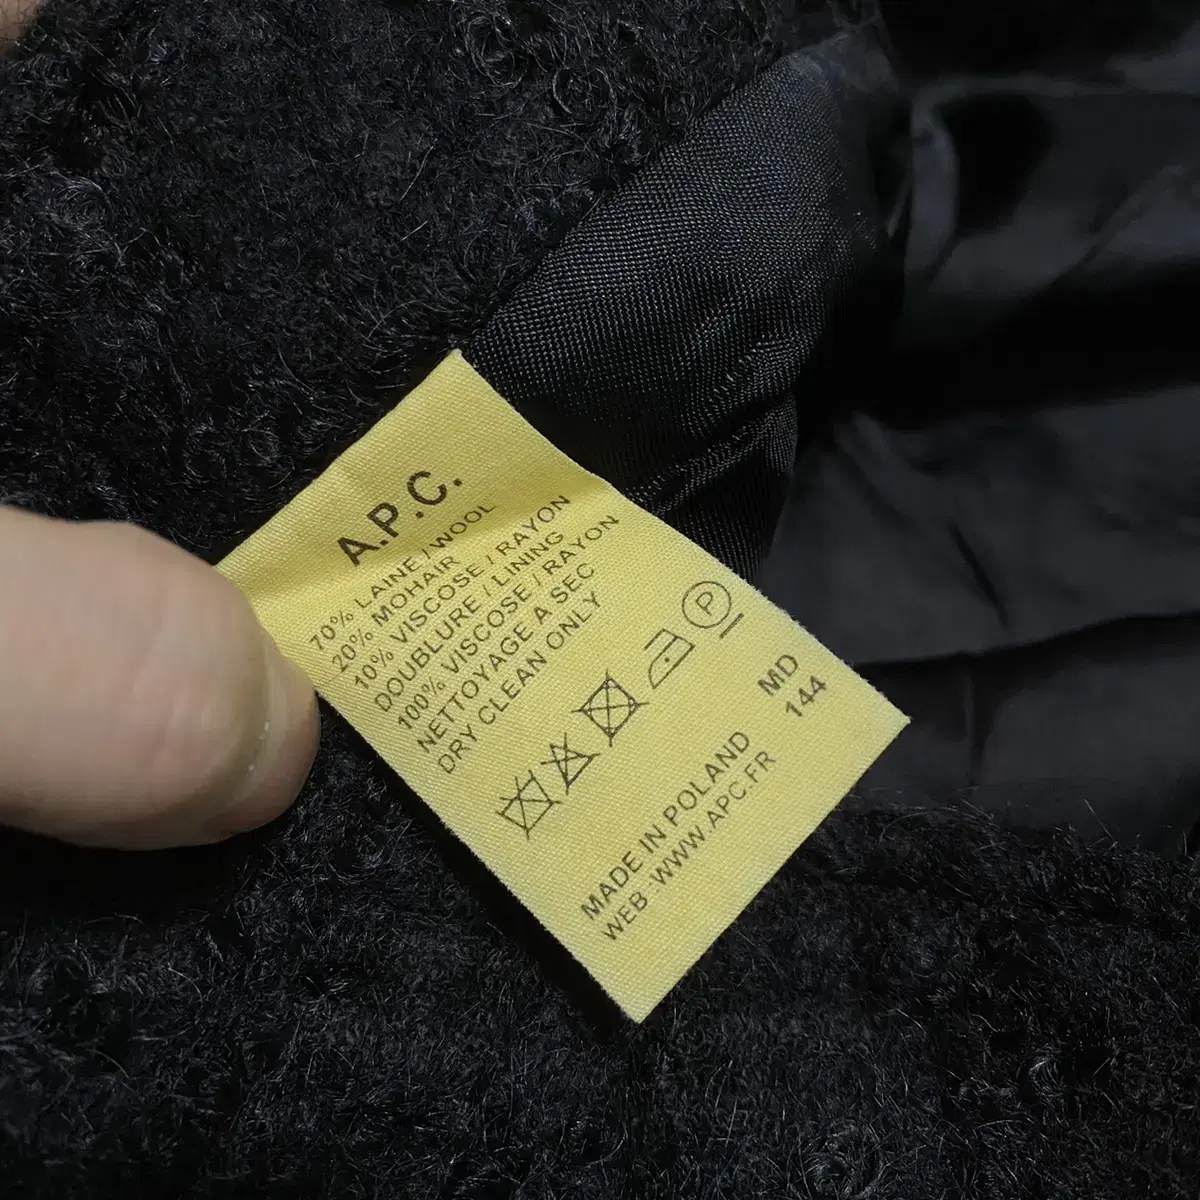 A.P.C.
70% LAINE / WOOL
20% MOHAIR
10% VISCOSE / RAYON
DOUBLURE / LINING
100% VISCOSE / RAYON
NETTOYAGE A SEC
DRY CLEAN ONLY
P
MD
144
MADE IN POLAND
WEB : WWW.APC.FR